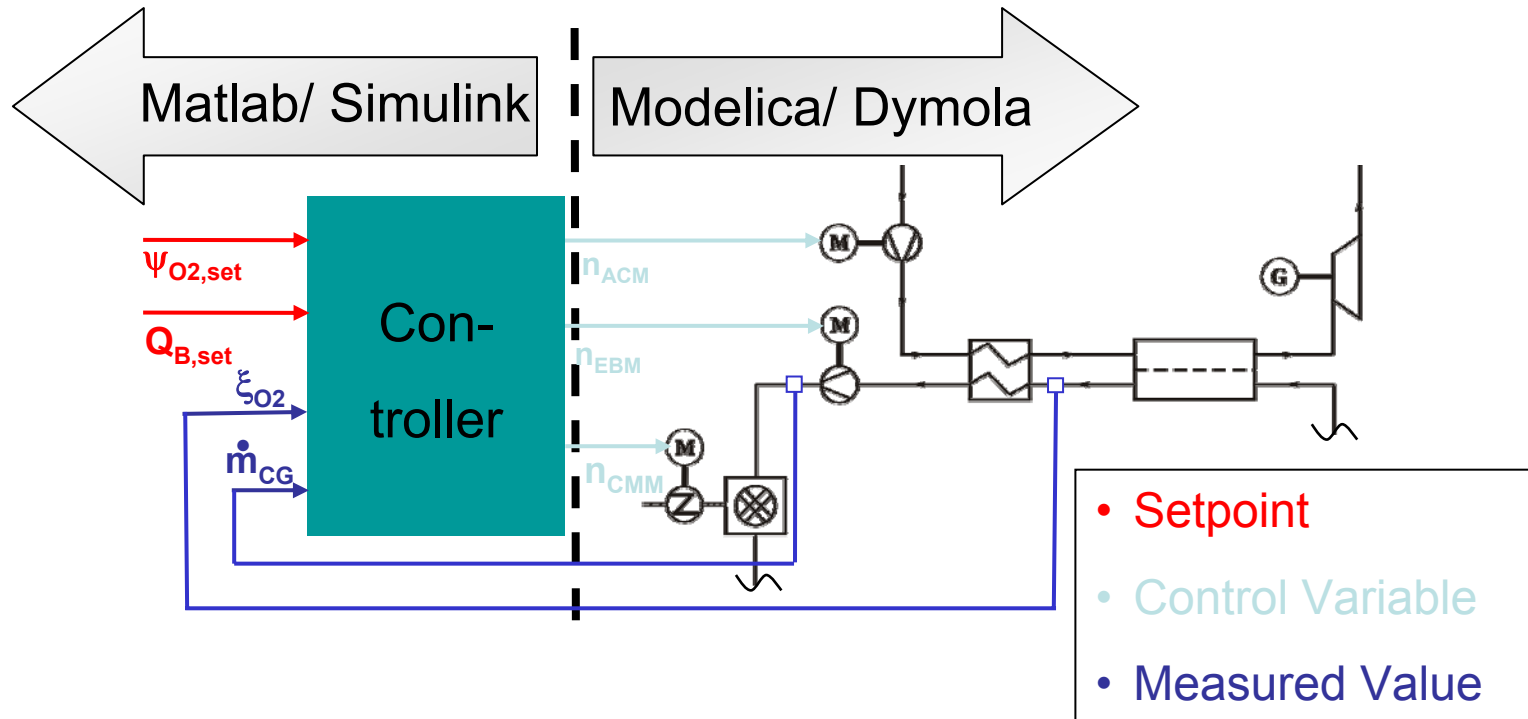 Matlab/ Simulink
Modelica/ Dymola
ψO2,set
QB,set
ξO2
ṁCG
Con-
troller
nACM
nEBM
nCMM
M
M
M
G
Z
• Setpoint
• Control Variable
• Measured Value